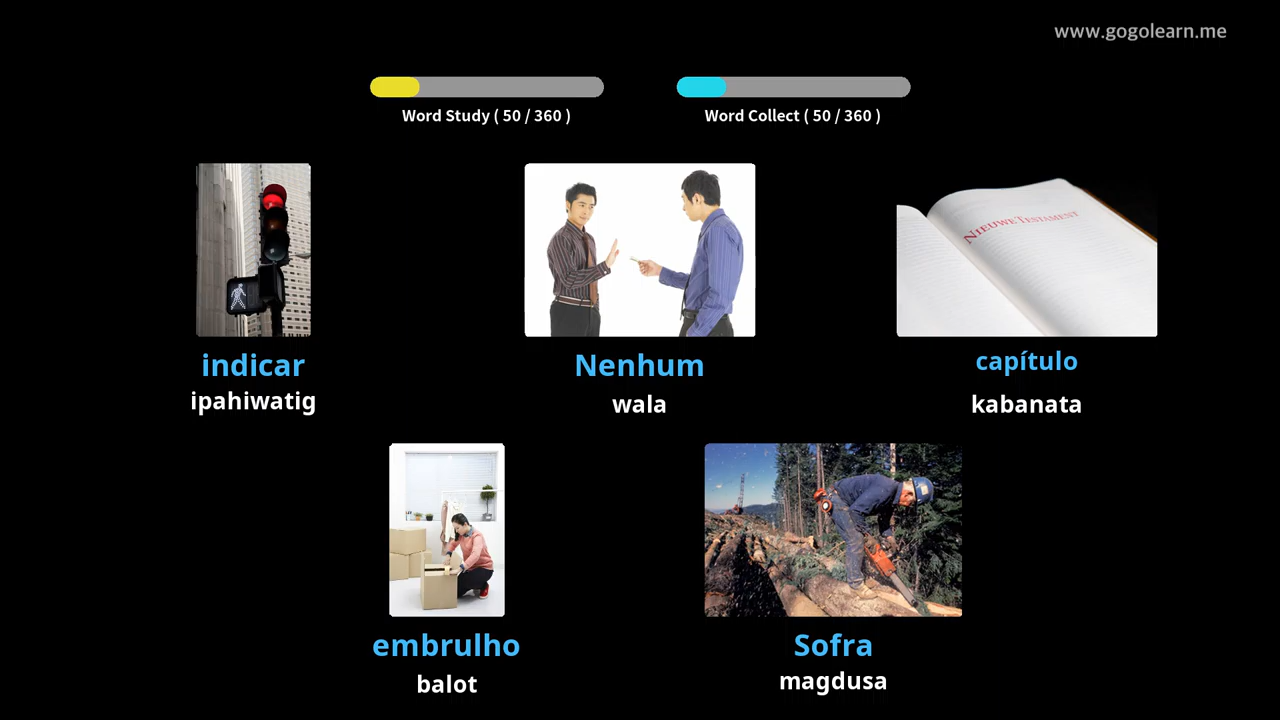 www.gogolearn.me
Word Study ( 50 / 360 )
Word Collect ( 50 / 360 )
NIEUWE TESTAMENT
indicar
ipahiwatig
Nenhum
wala
capítulo
kabanata
embrulho
balot
Sofra
magdusa